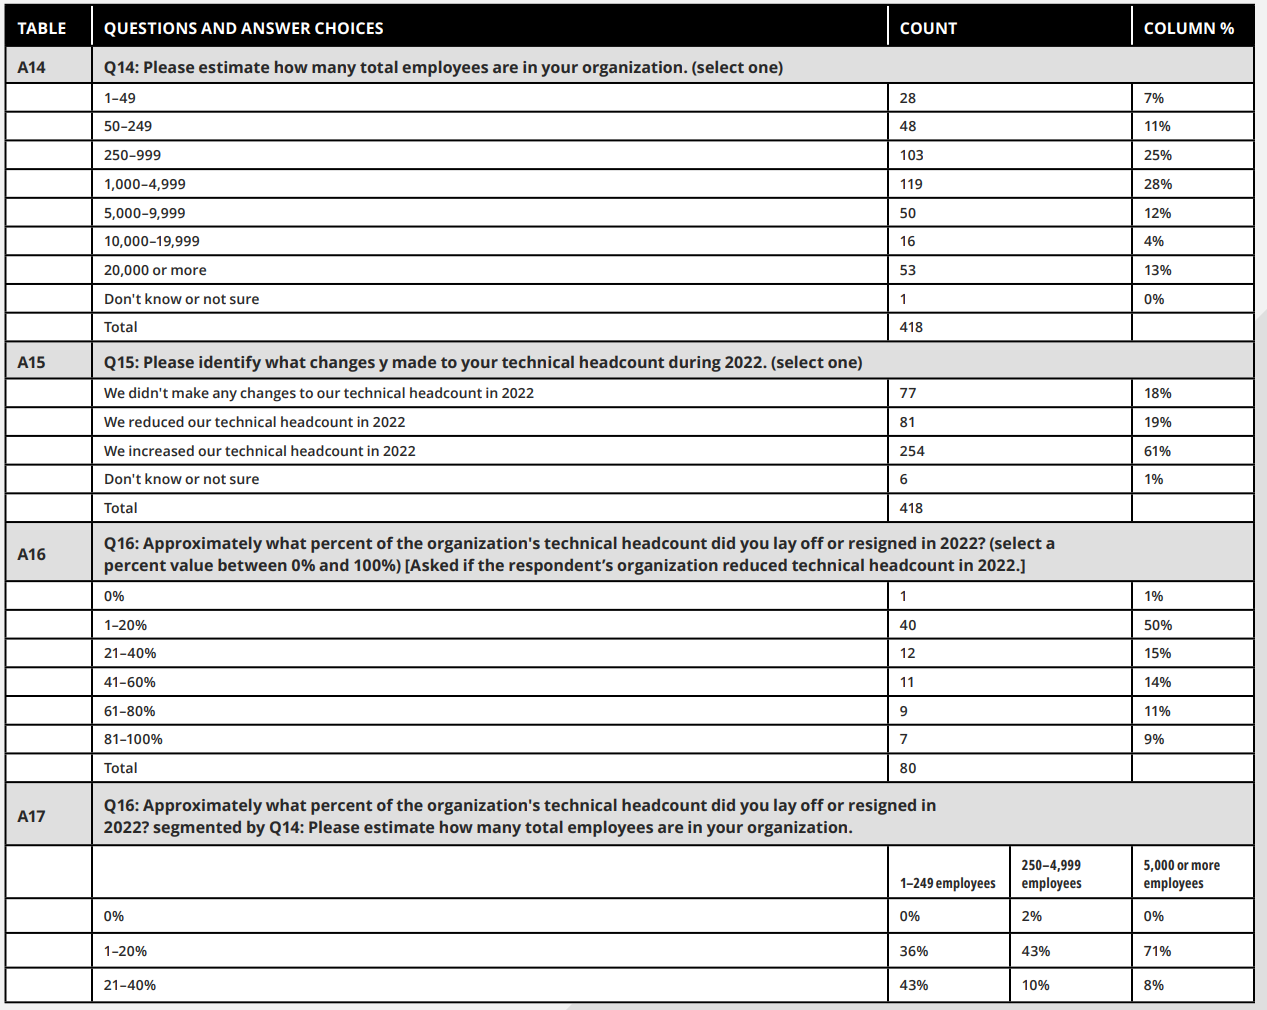 TABLE QUESTIONS AND ANSWER CHOICES COUNT COLUMN %
A14 Q14: Please estimate how many total employees are in your organization. (select one)
1–49 28 7%
50–249 48 11%
250–999 103 25%
1,000–4,999 119 28%
5,000–9,999 50 12%
10,000–19,999 16 4%
20,000 or more 53 13%
Don't know or not sure 1 0%
Total 418
A15 Q15: Please identify what changes y made to your technical headcount during 2022. (select one)
We didn't make any changes to our technical headcount in 2022 77 18%
We reduced our technical headcount in 2022 81 19%
We increased our technical headcount in 2022 254 61%
Don't know or not sure 6 1%
Total 418
A16 Q16: Approximately what percent of the organization's technical headcount did you lay off or resigned in 2022? (select a
percent value between 0% and 100%) [Asked if the respondent’s organization reduced technical headcount in 2022.]
0% 1 1%
1–20% 40 50%
21–40% 12 15%
41–60% 11 14%
61–80% 9 11%
81–100% 7 9%
Total 80
A17 Q16: Approximately what percent of the organization's technical headcount did you lay off or resigned in
2022? segmented by Q14: Please estimate how many total employees are in your organization.
1–249 employees 250–4,999 employees 5,000 or more employees
0% 0% 2% 0%
1–20% 36% 43% 71%
21–40% 43% 10% 8%